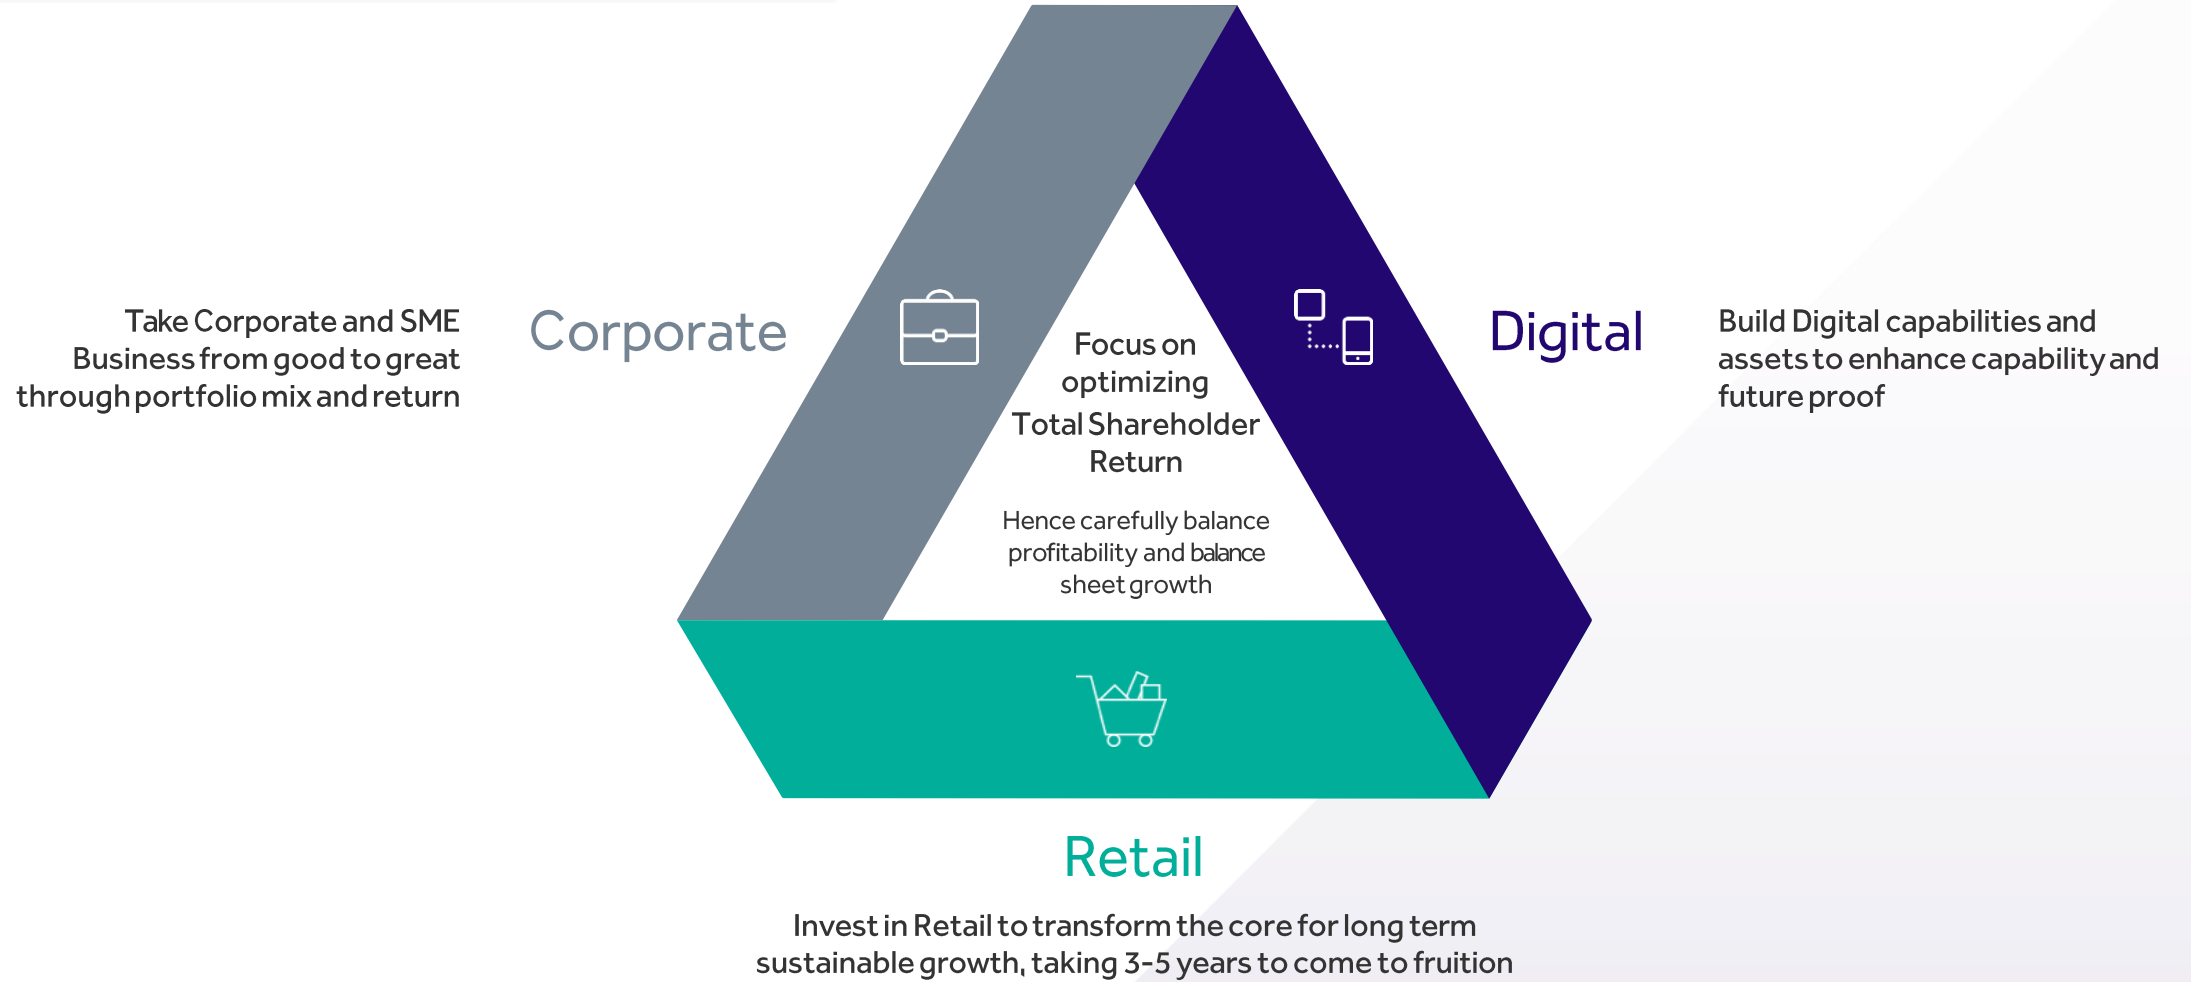 Take Corporate and SME
Business from good to great
through portfolio mix and return
Corporate
Focus on
optimizing
Total Shareholder
Return
Hence carefully balance
profitability and balance
sheet growth
Digital
Build Digital capabilities and
assets to enhance capability and
future proof
Retail
Invest in Retail to transform the core for long term
sustainable growth, taking 3-5 years to come to fruition